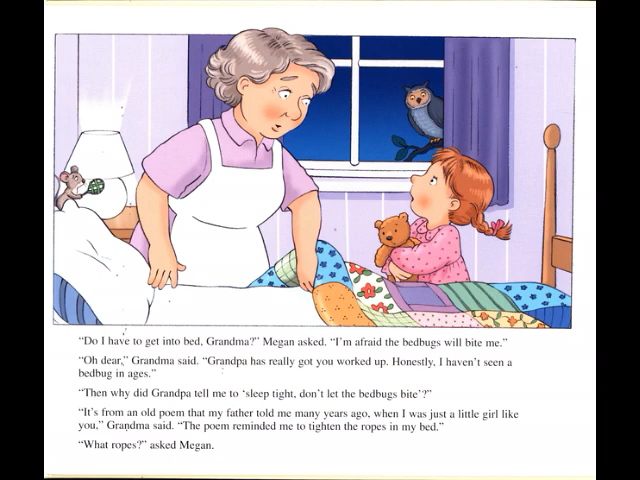 “Do I have to get into bed, Grandma?” Megan asked. “I’m afraid the bedbugs will bite me.”
“Oh dear,” Grandma said. “Grandpa has really got you worked up. Honestly, I haven’t seen a
bedbug in ages.”
“Then why did Grandpa tell me to ‘sleep tight, don’t let the bedbugs bite’?”
“It’s from an old poem that my father told me many years ago, when I was just a little girl like
you,” Grandma said. “The poem reminded me to tighten the ropes in my bed.”
“What ropes?” asked Megan.